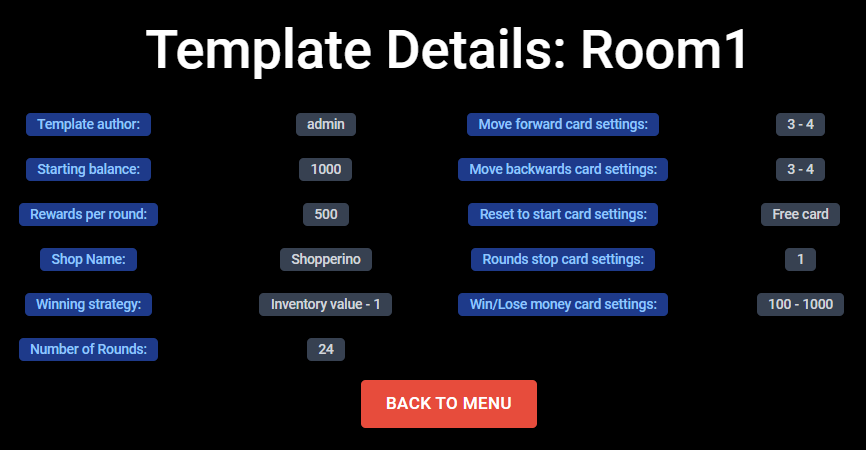 Template Details: Room1
Template author: admin Move forward card settings: 3 - 4
Starting balance: 1000 Move backwards card settings: 3 - 4
Rewards per round: 500 Reset to start card settings: Free card
Shop Name: Shopperino Rounds stop card settings: 1
Winning strategy: Inventory value - 1 Win/Lose money card settings: 100 - 1000
Number of Rounds: 24
BACK TO MENU